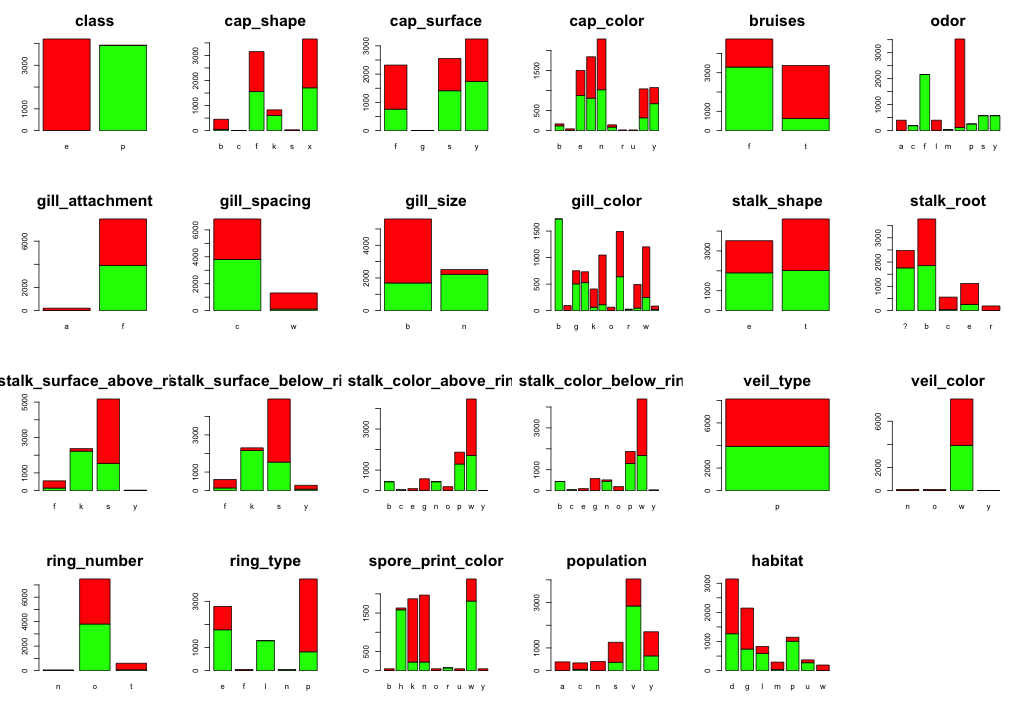 class cap_shape cap_surface cap_color bruises odor
0 1000 3000
e p
0 1000 2000 3000
b c f k s x
0 1000 2000 3000
f g s y
0 500 1500
b e n r u y
0 1000 3000
f t
0 1000 2000 3000
a c f l m p s y
gill_attachment gill_spacing gill_size gill_color stalk_shape stalk_root
0 2000 6000
a f
0 2000 4000 6000
c w
0 2000 4000
b n
0 500 1000 1500
b g k o r w
0 1000 3000
e t
0 1000 2000 3000
? b c e r
stalk_surface_above_ri stalk_surface_below_ri stalk_color_above_rin stalk_color_below_rin veil_type veil_color
0 1000 3000 5000
f k s y
0 1000 3000
f k s y
0 1000 3000
b c e g n o p w y
0 1000 3000
b c e g n o p w y
0 2000 6000
p
0 2000 6000
n o w y
ring_number ring_type spore_print_color population habitat
0 2000 4000 6000
n o t
0 1000 3000
e f l n p
0 500 1500
b h k n o r u w y
0 1000 3000
a c n s v y
0 1000 2000 3000
d g l m p u w